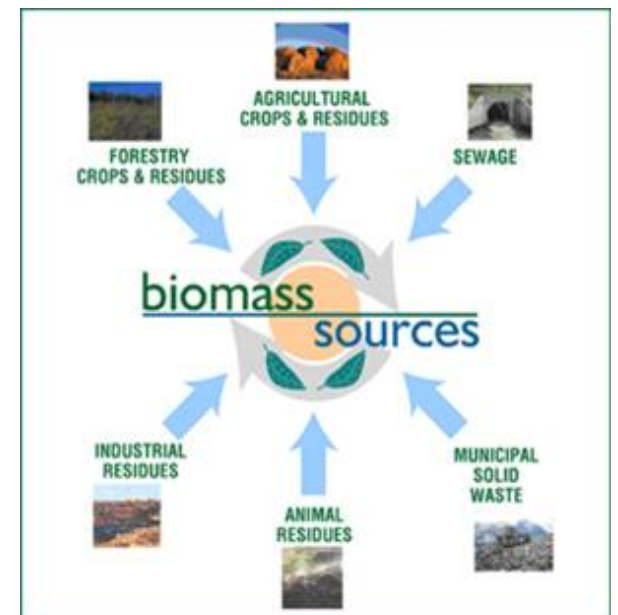 AGRICULTURAL
CROPS & RESIDUES
FORESTRY
CROPS & RESIDUES
SEWAGE
biomass
sources
INDUSTRIAL
RESIDUES
MUNICIPAL
SOLID
WASTE
ANIMAL
RESIDUES